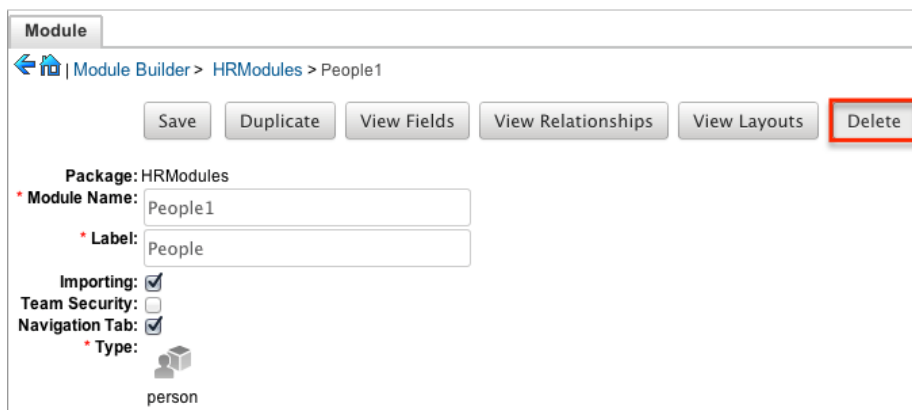 Module
| Module Builder > HRModules > People1
Save Duplicate View Fields View Relationships View Layouts Delete
Package: HRModules
* Module Name: People1
* Label: People
Importing:
Team Security:
Navigation Tab:
* Type:
person